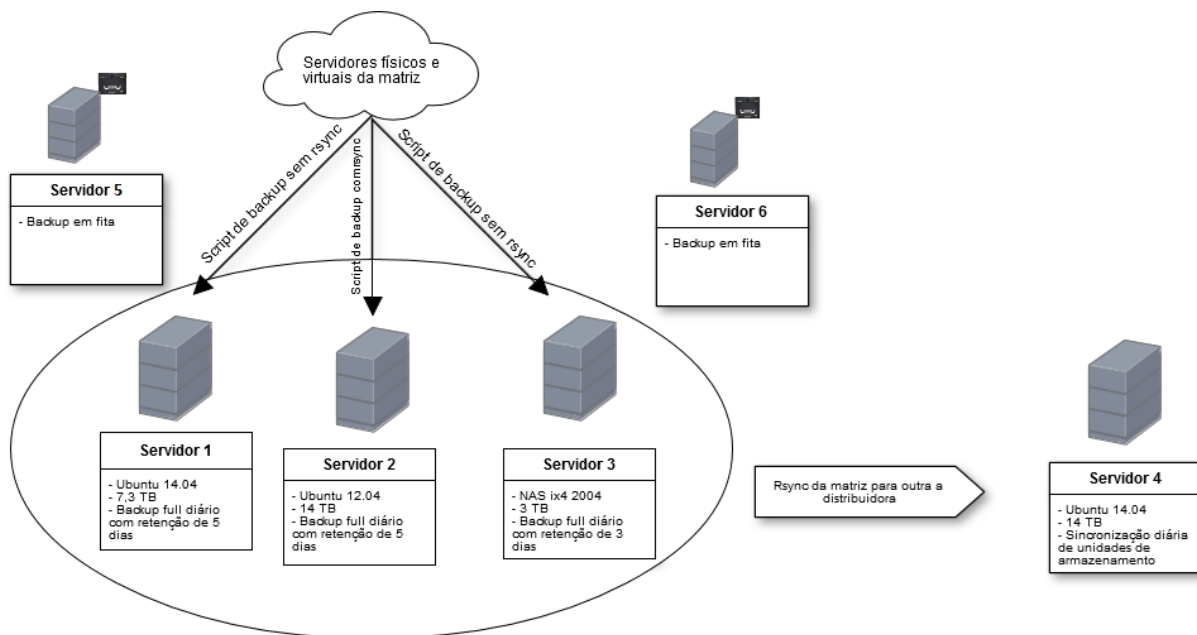 Servidores físicos e
virtuais da matriz
Script de backup sem rsync
Script de backup comrsync
Script de backup sem rsync
Servidor 5
- Backup em fita
Servidor 6
- Backup em fita
Servidor 1
- Ubuntu 14.04
- 7,3 TB
- Backup full diário
com retenção de 5
dias
Servidor 2
- Ubuntu 12.04
- 14 TB
- Backup full diário
com retenção de 5
dias
Servidor 3
- NAS ix4 2004
- 3 TB
- Backup full diário
com retenção de 3
dias
Rsync da matriz para outra a
distribuidora
Servidor 4
- Ubuntu 14.04
- 14 TB
- Sincronização diária
de unidades de
armazenamento